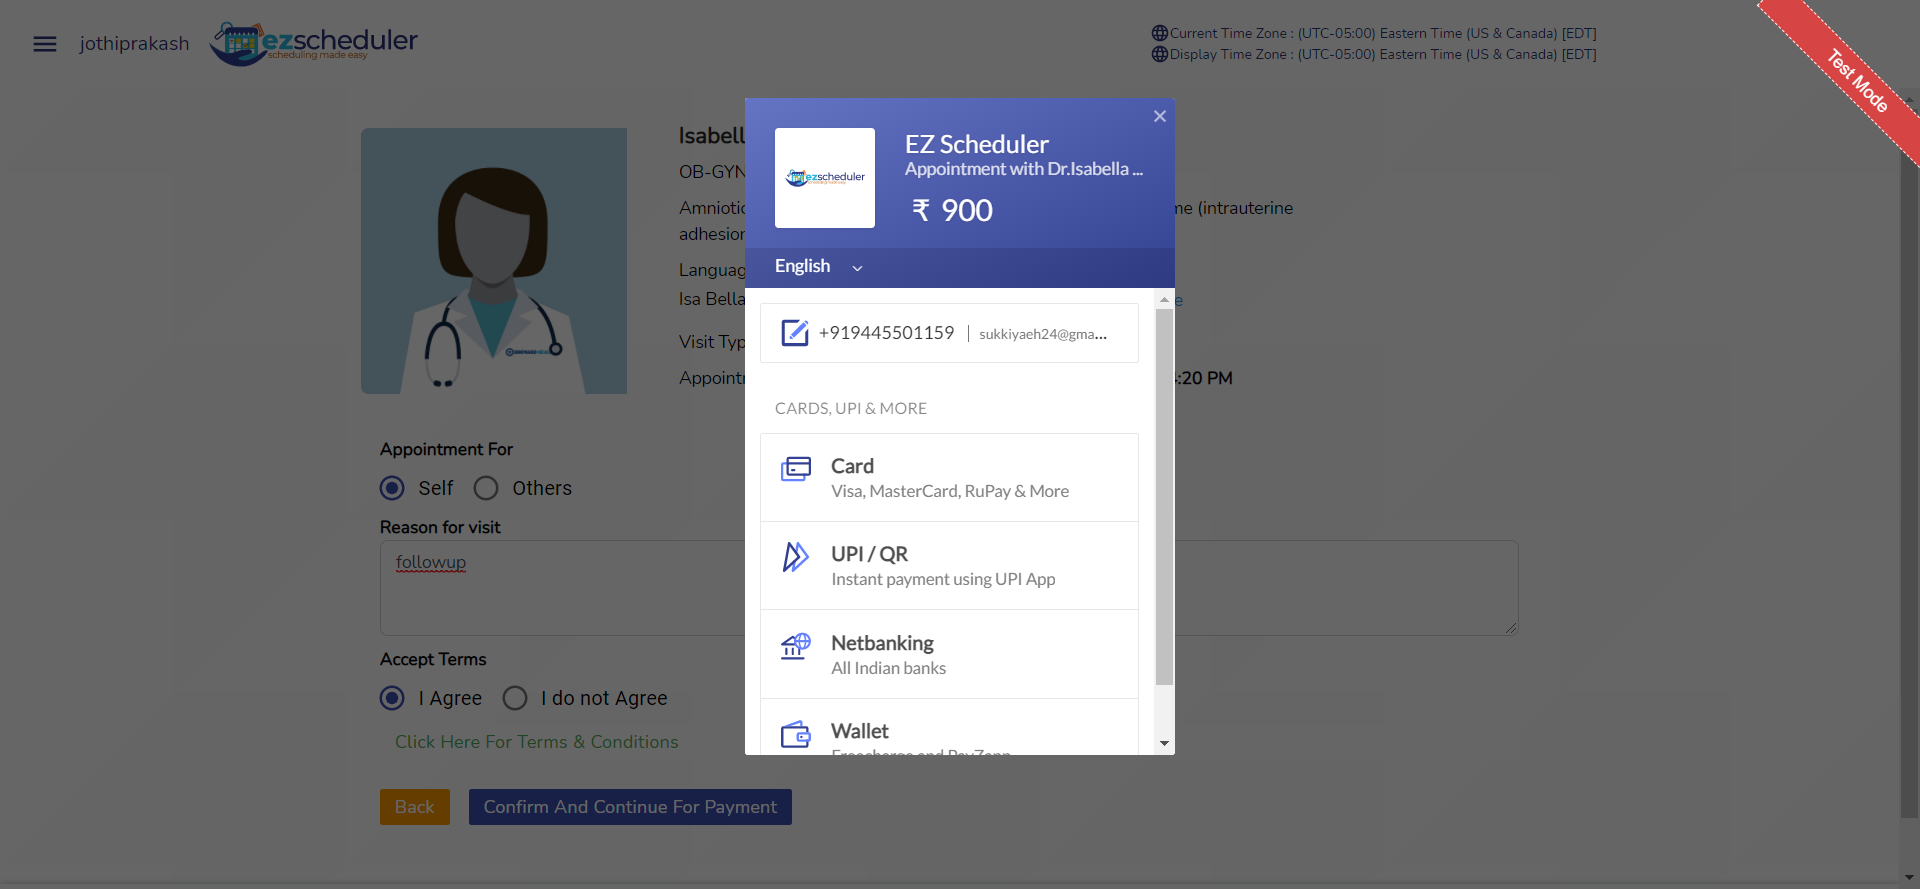 jothiprakash
ezscheduler
scheduling made easy
Current Time Zone : (UTC-05:00) Eastern Time (US & Canada) [EDT]
Display Time Zone : (UTC-05:00) Eastern Time (US & Canada) [EDT]
Test Mode
EZ Scheduler
Appointment with Dr.Isabella ...
₹ 900
English
+919445501159 | sukkiyaeh24@gma...
CARDS, UPI & MORE
Card
Visa, MasterCard, RuPay & More
UPI / QR
Instant payment using UPI App
Netbanking
All Indian banks
Wallet
Freecharge and PayZapp
ezscheduler
Isabell
OB-GYN
Amniotic me (intrauterine
adhesion
Languag
Isa Bella e
Visit Typ
Appoint :20 PM
Appointment For
Self Others
Reason for visit
followup
Accept Terms
I Agree I do not Agree
Click Here For Terms & Conditions
Back Confirm And Continue For Payment